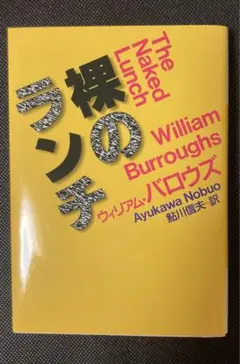 The
Naked
Lunch
裸の
ランチ
William
Burroughs
ウィリアム・バロウズ
Ayukawa Nobuo
鮎川信夫 訳